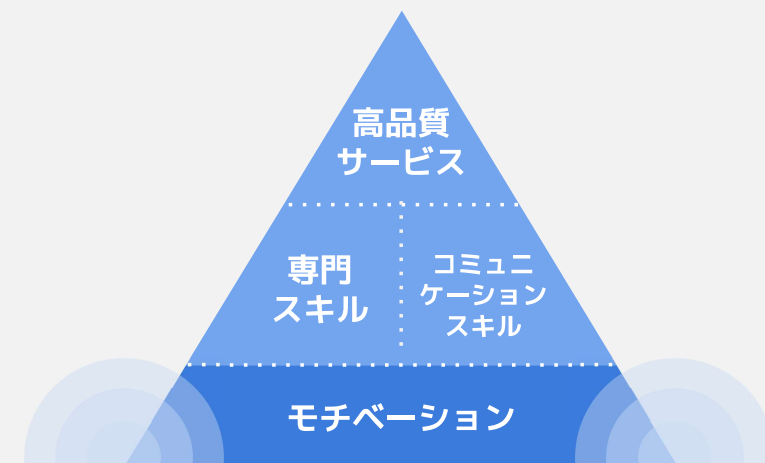 高品質
サービス
専門
スキル
コミュニ
ケーション
スキル
モチベーション